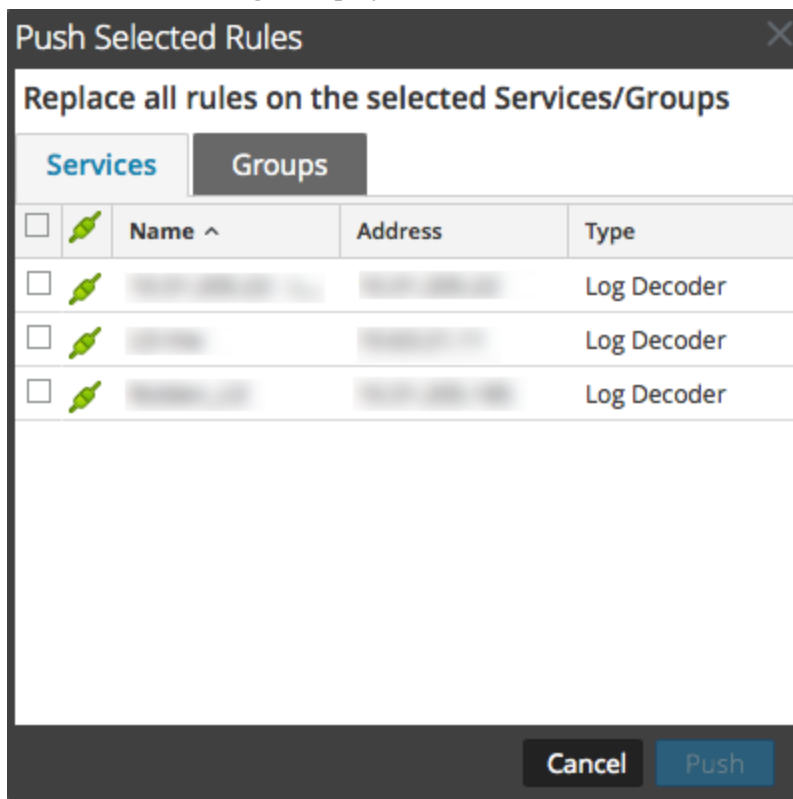 Push Selected Rules
Replace all rules on the selected Services/Groups
Services Groups
Name Address Type
Log Decoder
Log Decoder
Log Decoder
Cancel Push